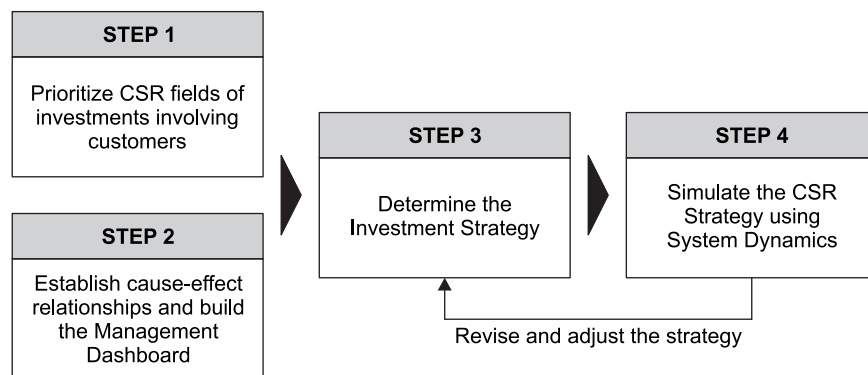 STEP 1
Prioritize CSR fields of
investments involving
customers
STEP 2
Establish cause-effect
relationships and build
the Management
Dashboard
STEP 3
Determine the
Investment Strategy
STEP 4
Simulate the CSR
Strategy using
System Dynamics
Revise and adjust the strategy